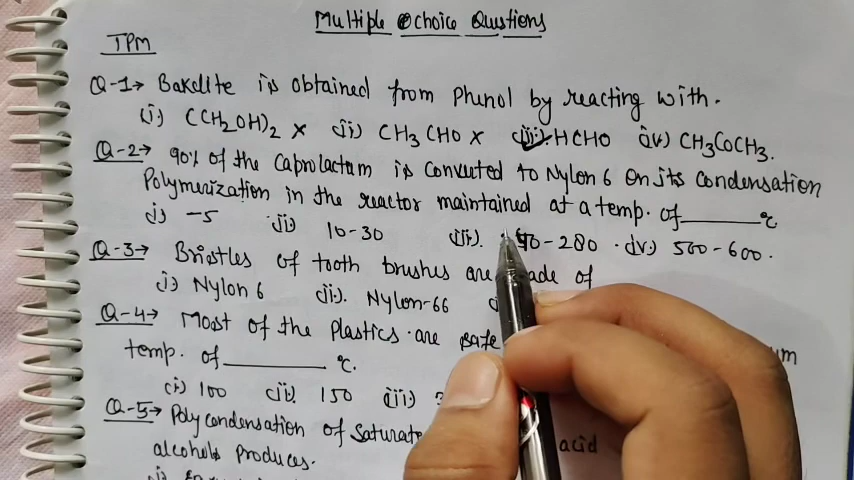 Multiple choice Qustions
TPM
Q-1→ Bakelite is obtained from Phenol by reacting with.
(i) (CH2OH)2 × (ii) CH3CHO × (iii) HCHO (iv) CH3COCH3.
Q-2→ 90% of the Caprolactum is Converted to Nylon 6 on its Condensation
Polymerization in the reactor maintained at a temp. of ______ °c
i) -5 (ii) 10-30 (iii). 0-280 . (iv) 500-600.
Q-3→ Bristles of tooth brushes are made of
i) Nylon 6 (ii). Nylon-66
Q-4→ Most of the Plastics are safe
temp. of ______ °c.
(i) 100 (ii). 150 (iii)
Q-5→ Polycondensation of Saturate acid
alcohols produces.